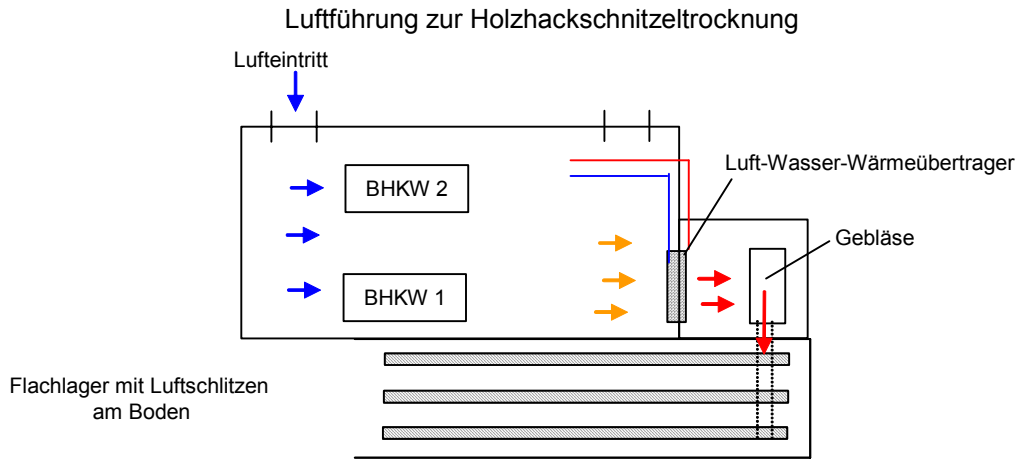 Luftführung zur Holzhackschnitzeltrocknung
Lufteintritt
Luft-Wasser-Wärmeübertrager
BHKW 2
Gebläse
BHKW 1
Flachlager mit Luftschlitzen
am Boden